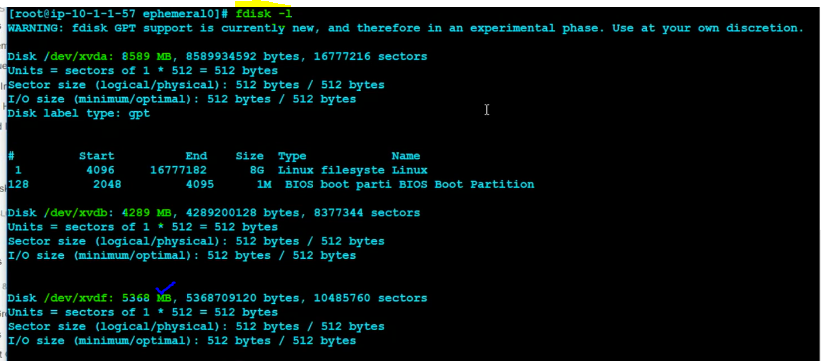 [root@ip-10-1-1-57 ephemeral0]# fdisk -l
WARNING: fdisk GPT support is currently new, and therefore in an experimental phase. Use at your own discretion.
Disk /dev/xvda: 8589 MB, 8589934592 bytes, 16777216 sectors
Units = sectors of 1 * 512 = 512 bytes
Sector size (logical/physical): 512 bytes / 512 bytes
I/O size (minimum/optimal): 512 bytes / 512 bytes
Disk label type: gpt
# Start End Size Type Name
1 4096 16777182 8G Linux filesyste Linux
128 2048 4095 1M BIOS boot parti BIOS Boot Partition
Disk /dev/xvdb: 4289 MB, 4289200128 bytes, 8377344 sectors
Units = sectors of 1 * 512 = 512 bytes
Sector size (logical/physical): 512 bytes / 512 bytes
I/O size (minimum/optimal): 512 bytes / 512 bytes
Disk /dev/xvdf: 5368 MB, 5368709120 bytes, 10485760 sectors
Units = sectors of 1 * 512 = 512 bytes
Sector size (logical/physical): 512 bytes / 512 bytes
I/O size (minimum/optimal): 512 bytes / 512 bytes